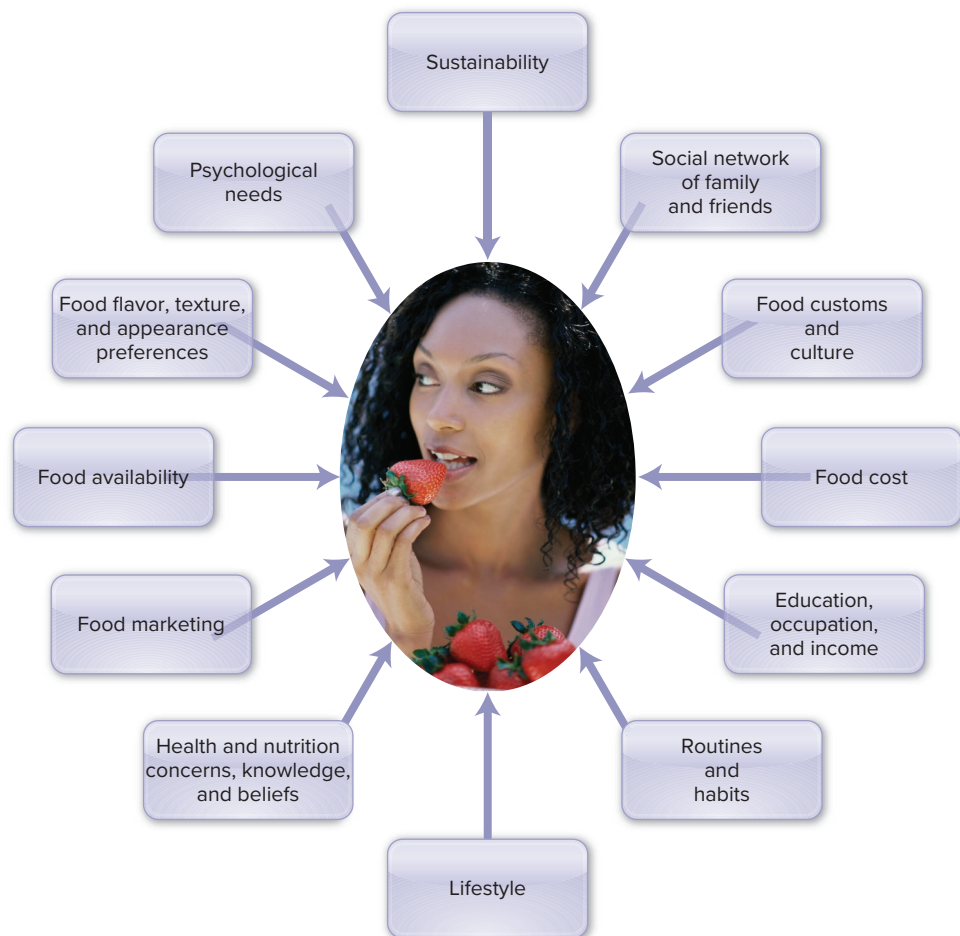 Sustainability
Social network
of family
and friends
Food customs
and
culture
Food cost
Education,
occupation,
and income
Routines
and
habits
Lifestyle
Health and nutrition
concerns, knowledge,
and beliefs
Food marketing
Food availability
Food flavor, texture,
and appearance
preferences
Psychological
needs